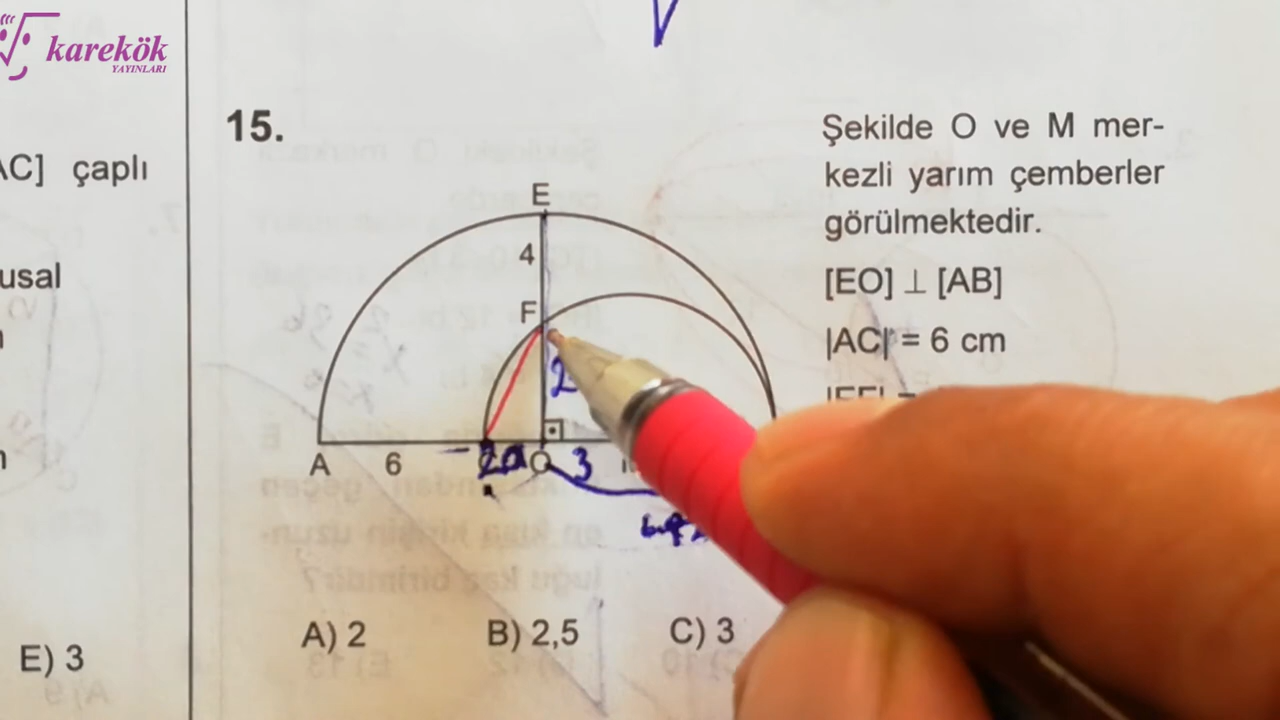 karekök
YAYINLARI
AC] çaplı
usal
E) 3
15.
E
4
F
2
A
6
O
3
A) 2
B) 2,5
C) 3
Şekilde O ve M mer-
kezli yarım çemberler
görülmektedir.
[EO] ⊥ [AB]
|AC| = 6 cm